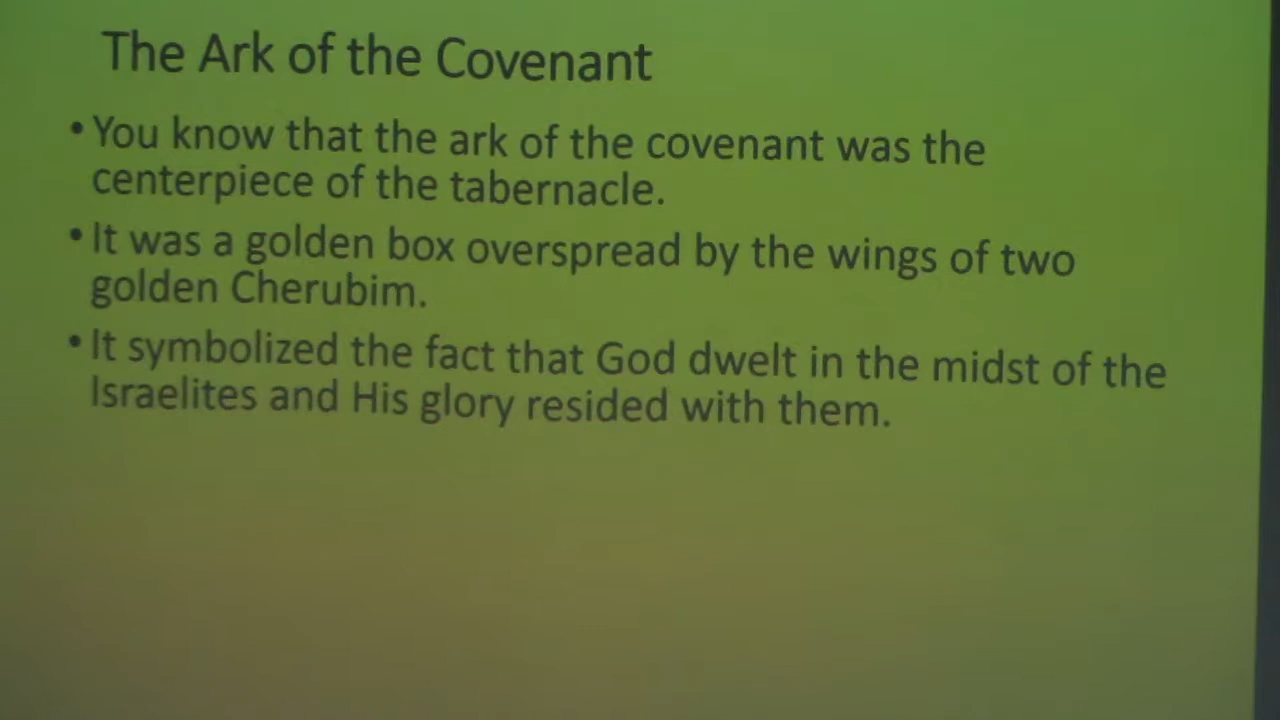 The Ark of the Covenant
• You know that the ark of the covenant was the
centerpiece of the tabernacle.
• It was a golden box overspread by the wings of two
golden Cherubim.
• It symbolized the fact that God dwelt in the midst of the
Israelites and His glory resided with them.